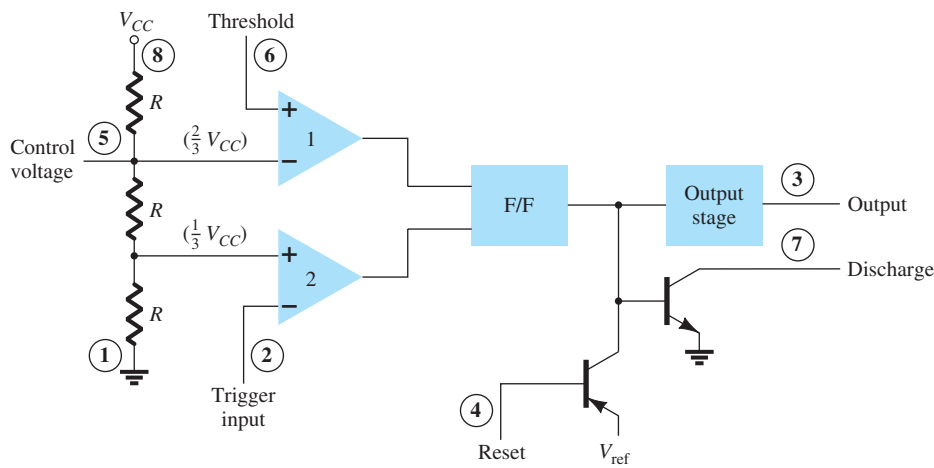 V_CC
8
Threshold
6
R
5
Control
voltage
(2/3 V_CC)
+
−
1
R
F/F
Output
stage
3
Output
(1/3 V_CC)
+
−
2
7
Discharge
R
1
2
Trigger
input
4
Reset
V_ref